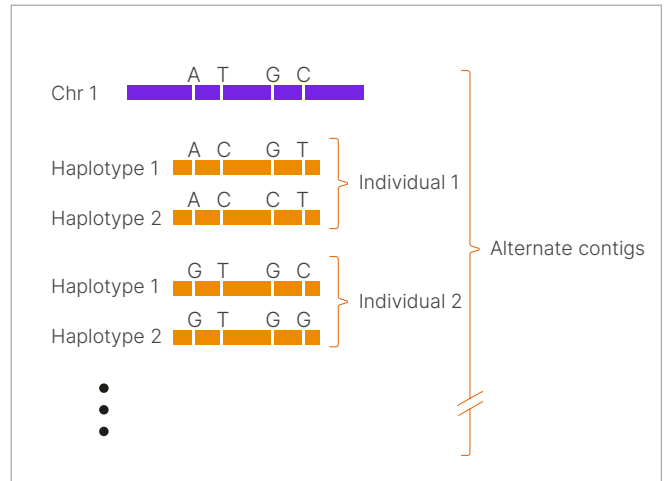 A T G C
Chr 1
A C G T
Haplotype 1
Individual 1
A C C T
Haplotype 2
Alternate contigs
G T G C
Haplotype 1
Individual 2
G T G G
Haplotype 2